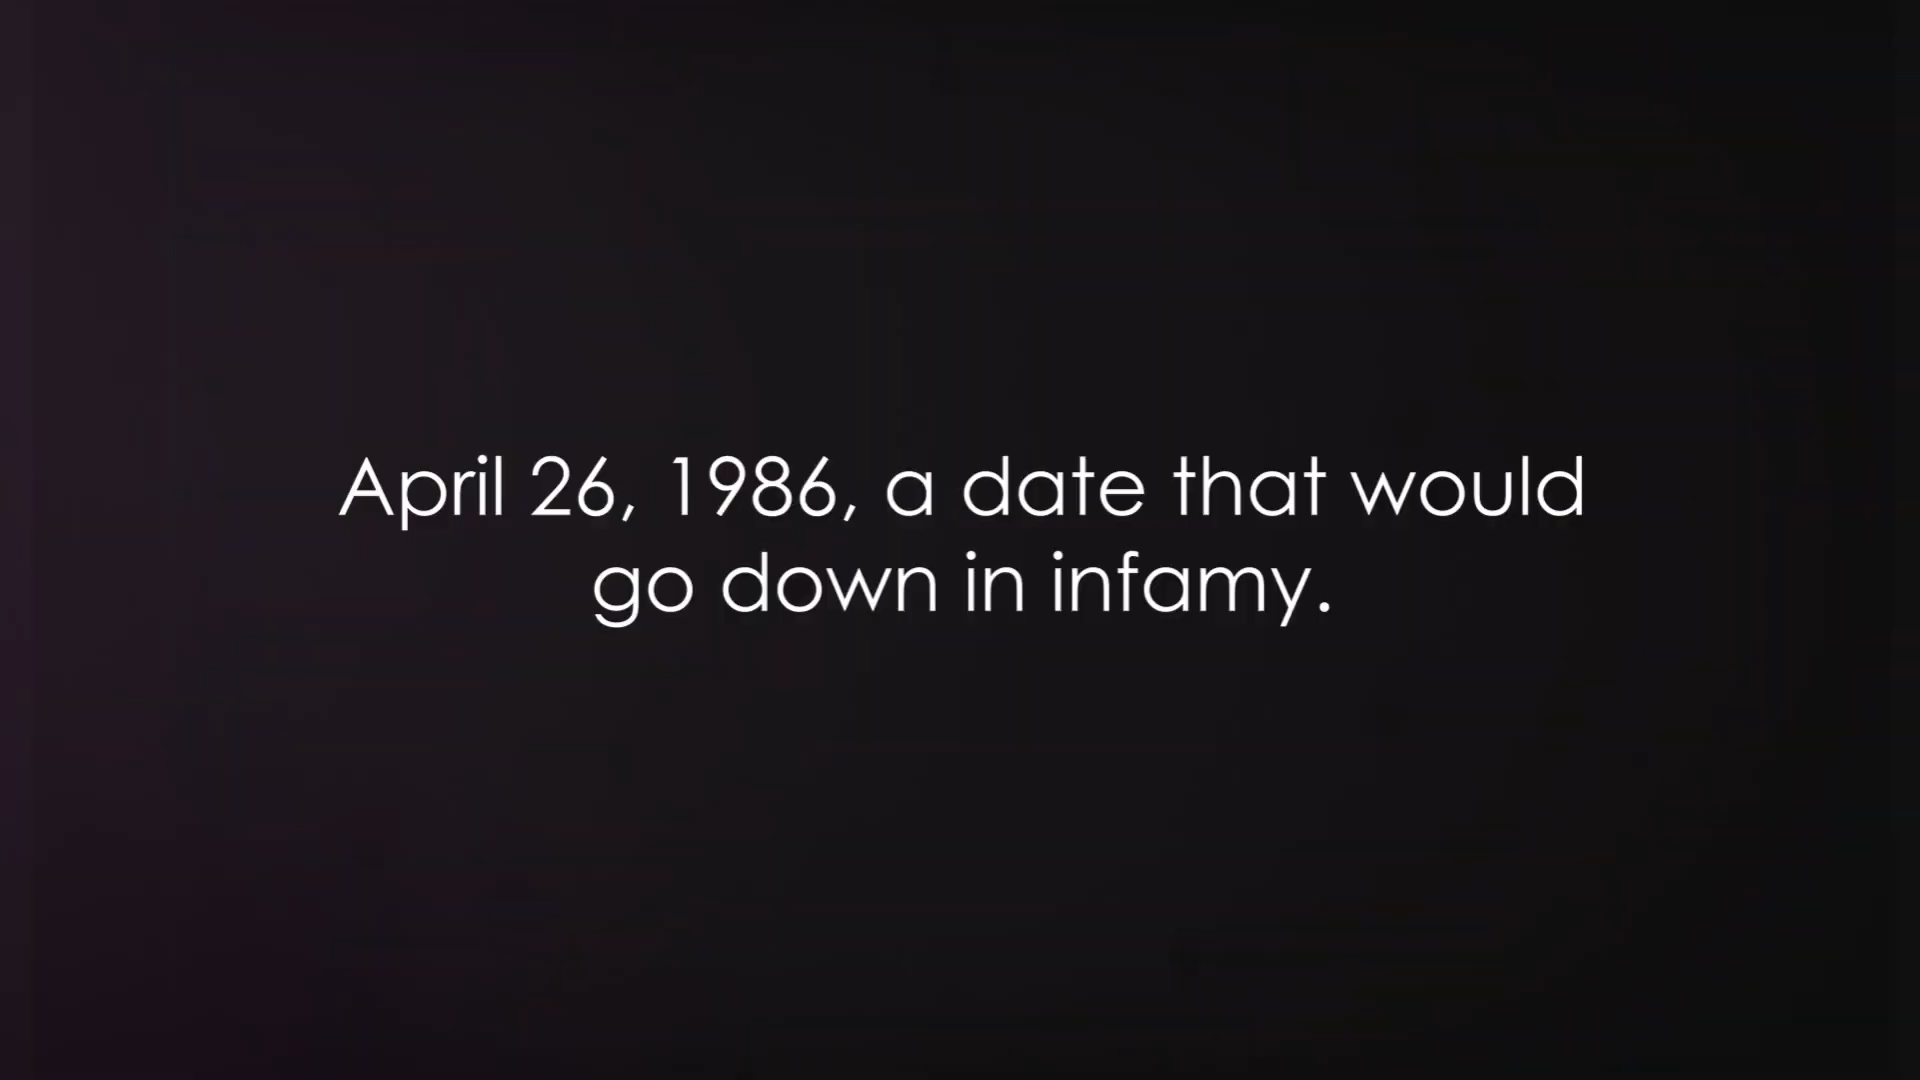 April 26, 1986, a date that would
go down in infamy.